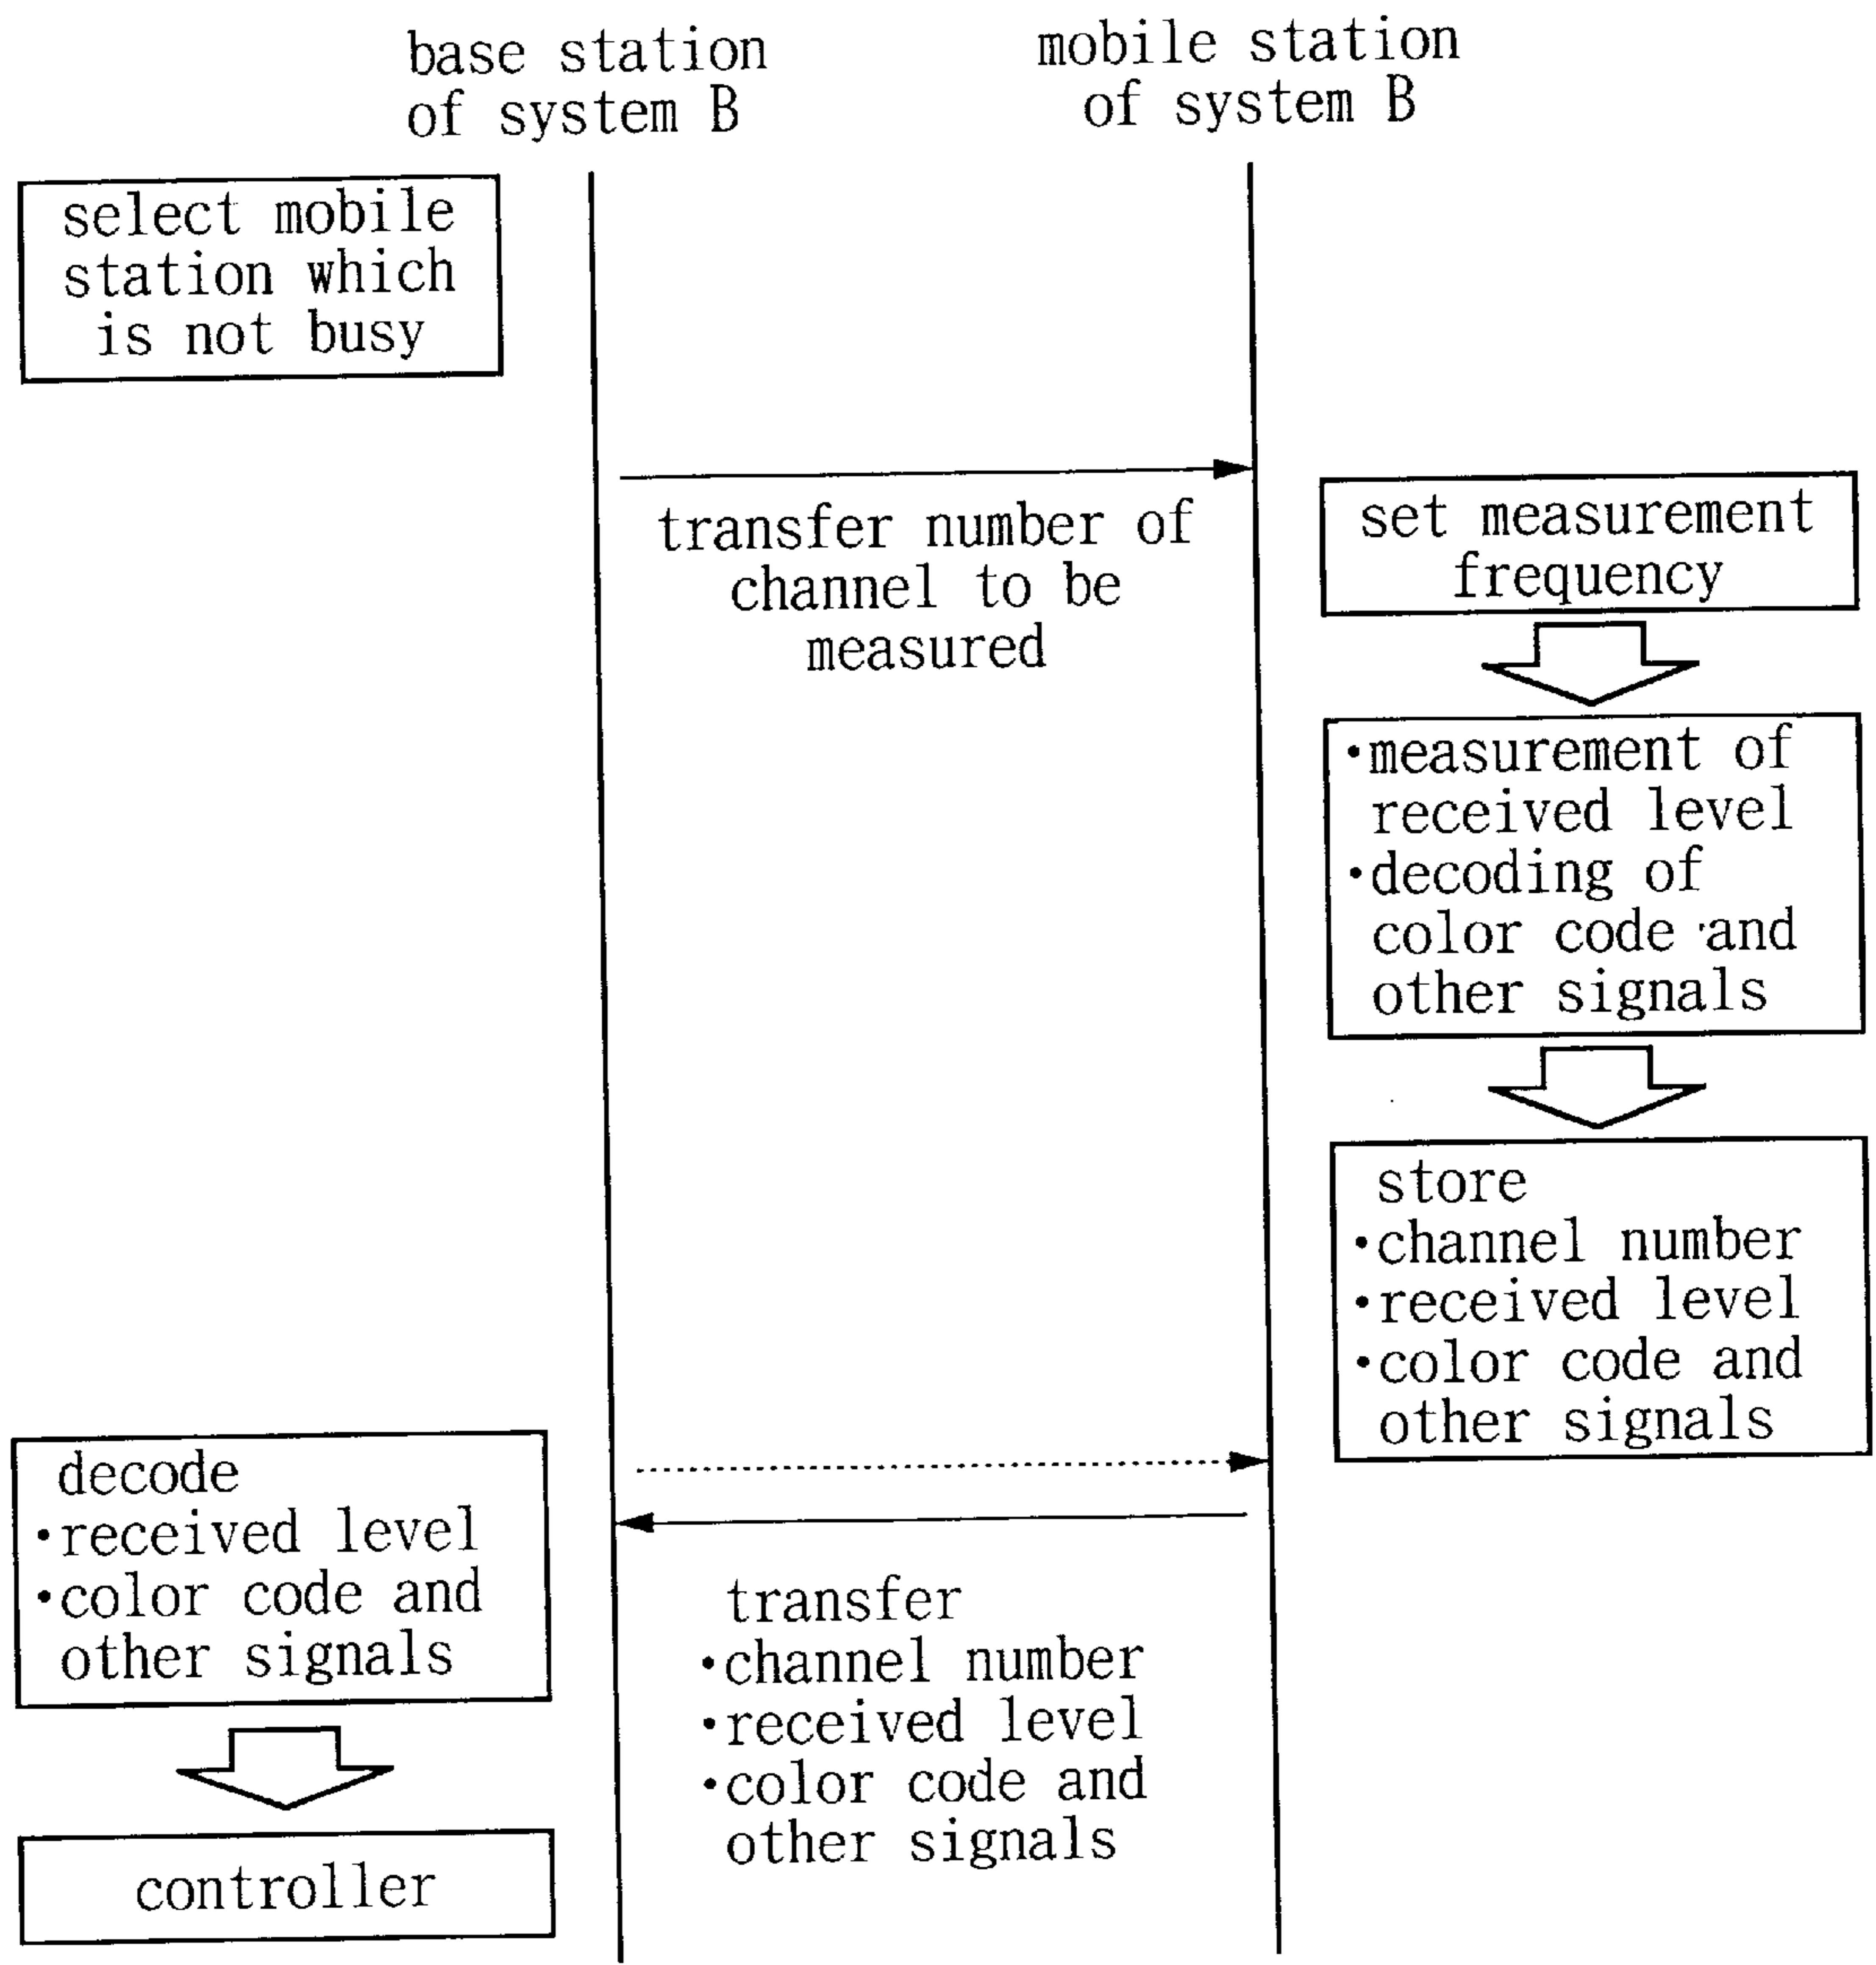 base station
of system B
mobile station
of system B
select mobile
station which
is not busy
transfer number of
channel to be
measured
set measurement
frequency
·measurement of
received level
·decoding of
color code and
other signals
store
·channel number
·received level
·color code and
other signals
decode
·received level
·color code and
other signals
transfer
·channel number
·received level
·color code and
other signals
controller